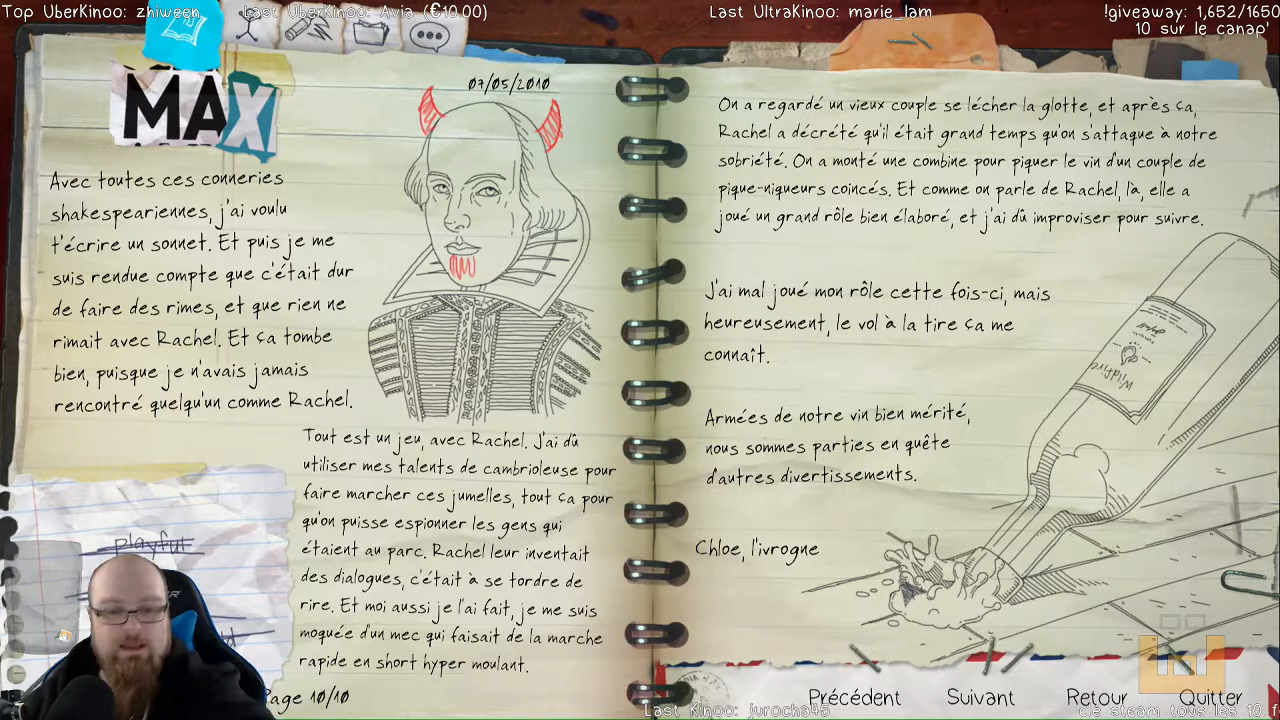 Top UberKinoo: zhiween
Last UberKinoo: Avia (€10.00)
Last UltraKinoo: marie_lam
!giveaway: 1,652/1650
10 sur le canap'
MAX
07/05/2010
Avec toutes ces conneries
shakespeariennes, j'ai voulu
t'écrire un sonnet. Et puis je me
suis rendue compte que c'était dur
de faire des rimes, et que rien ne
rimait avec Rachel. Et ça tombe
bien, puisque je n'avais jamais
rencontré quelqu'un comme Rachel.
Tout est un jeu, avec Rachel. J'ai dû
utiliser mes talents de cambrioleuse pour
faire marcher ces jumelles, tout ça pour
qu'on puisse espionner les gens qui
étaient au parc. Rachel leur inventait
des dialogues, c'était à se tordre de
rire. Et moi aussi je l'ai fait, je me suis
moquée d'un mec qui faisait de la marche
rapide en short hyper moulant.
playful
Page 10/10
On a regardé un vieux couple se lécher la glotte, et après ça,
Rachel a décrété qu'il était grand temps qu'on s'attaque à notre
sobriété. On a monté une combine pour piquer le vin d'un couple de
pique-niqueurs coincés. Et comme on parle de Rachel, là, elle a
joué un grand rôle bien élaboré, et j'ai dû improviser pour suivre.
J'ai mal joué mon rôle cette fois-ci, mais
heureusement, le vol à la tire ça me
connaît.
Armées de notre vin bien mérité,
nous sommes parties en quête
d'autres divertissements.
Chloe, l'ivrogne
Précédent
Suivant
Retour
Quitter
Last Kinoo: jurocha45
clé steam tous les 10 f